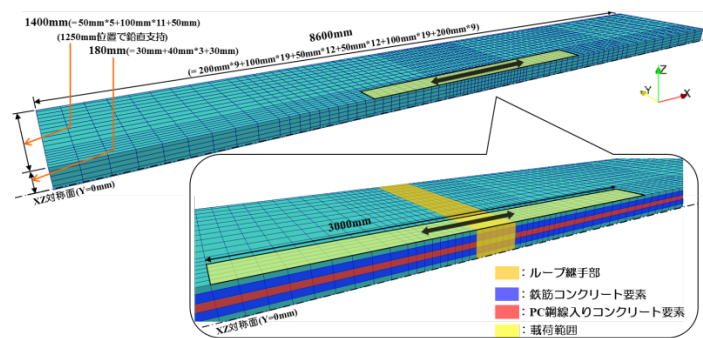 1400mm(=50mm*5+100mm*11+50mm)
(1250mm位置で鉛直支持)
180mm(=30mm+40mm*3+30mm)
8600mm
(= 200mm*9+100mm*19+50mm*12+50mm*12+100mm*19+200mm*9)
Z
Y
X
XZ対称面(Y=0mm)
3000mm
:ループ継手部
:鉄筋コンクリート要素
:PC鋼線入りコンクリート要素
:載荷範囲
XZ対称面(Y=0mm)